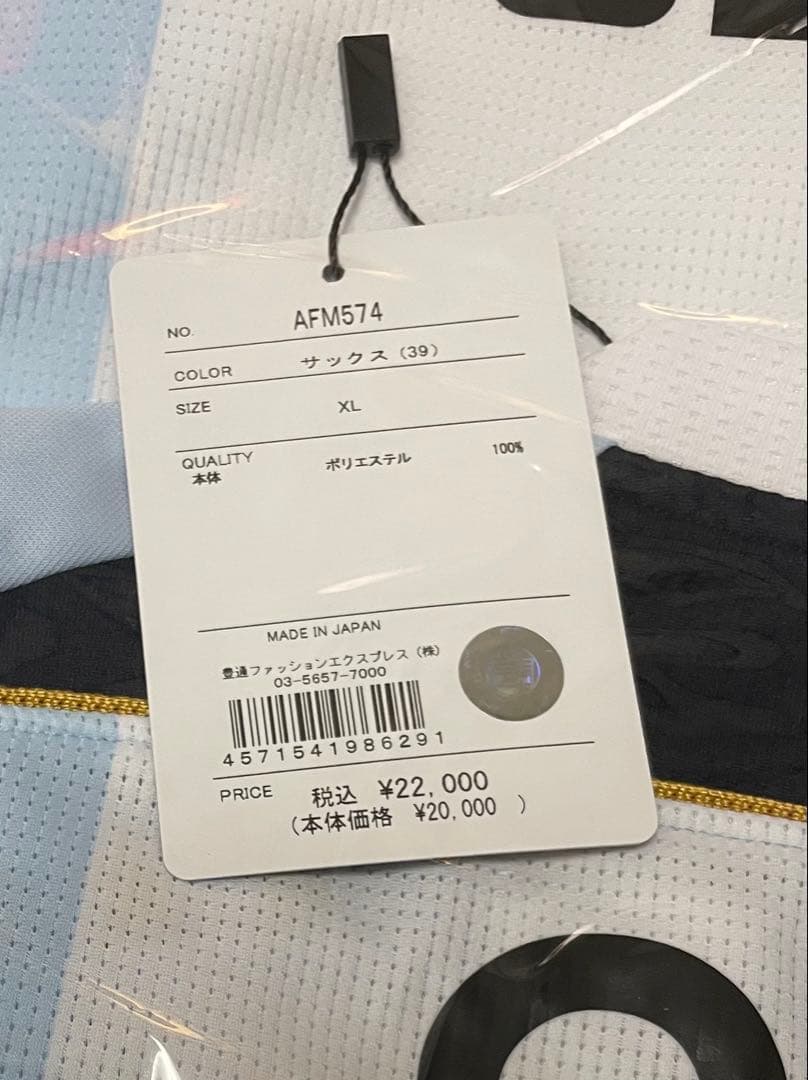 NO. AFM574
COLOR サックス（39）
SIZE XL
QUALITY
本体 ポリエステル 100%
MADE IN JAPAN
豊通ファッションエクスプレス（株）
03-5657-7000
4571541986291
PRICE 税込 ¥22,000
（本体価格 ¥20,000 ）